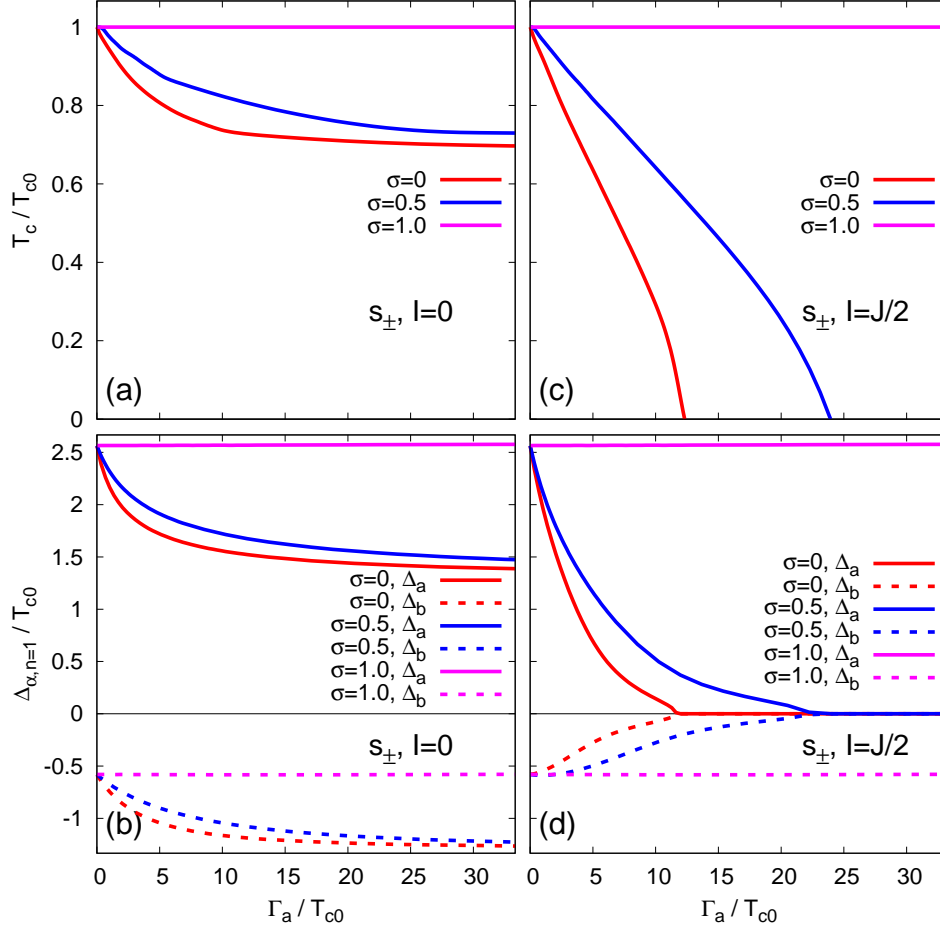 1
0.8
0.6
0.4
0.2
0
T_c / T_c0
σ=0
σ=0.5
σ=1.0
s±, I=0
(a)
σ=0
σ=0.5
σ=1.0
s±, I=J/2
(c)
2.5
2
1.5
1
0.5
0
-0.5
-1
Δ_α,n=1 / T_c0
σ=0, Δ_a
σ=0, Δ_b
σ=0.5, Δ_a
σ=0.5, Δ_b
σ=1.0, Δ_a
σ=1.0, Δ_b
s±, I=0
(b)
0 5 10 15 20 25 30
Γ_a / T_c0
σ=0, Δ_a
σ=0, Δ_b
σ=0.5, Δ_a
σ=0.5, Δ_b
σ=1.0, Δ_a
σ=1.0, Δ_b
s±, I=J/2
(d)
0 5 10 15 20 25 30
Γ_a / T_c0